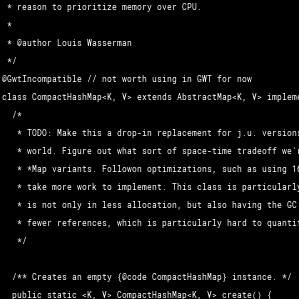 * reason to prioritize memory over CPU.
*
* @author Louis Wasserman
*/
@GwtIncompatible // not worth using in GWT for now
class CompactHashMap<K, V> extends AbstractMap<K, V> impleme
/*
* TODO: Make this a drop-in replacement for j.u. versions
* world. Figure out what sort of space-time tradeoff we'
* *Map variants. Followon optimizations, such as using 16
* take more work to implement. This class is particularly
* is not only in less allocation, but also having the GC
* fewer references, which is particularly hard to quantif
*/
/** Creates an empty {@code CompactHashMap} instance. */
public static <K, V> CompactHashMap<K, V> create() {